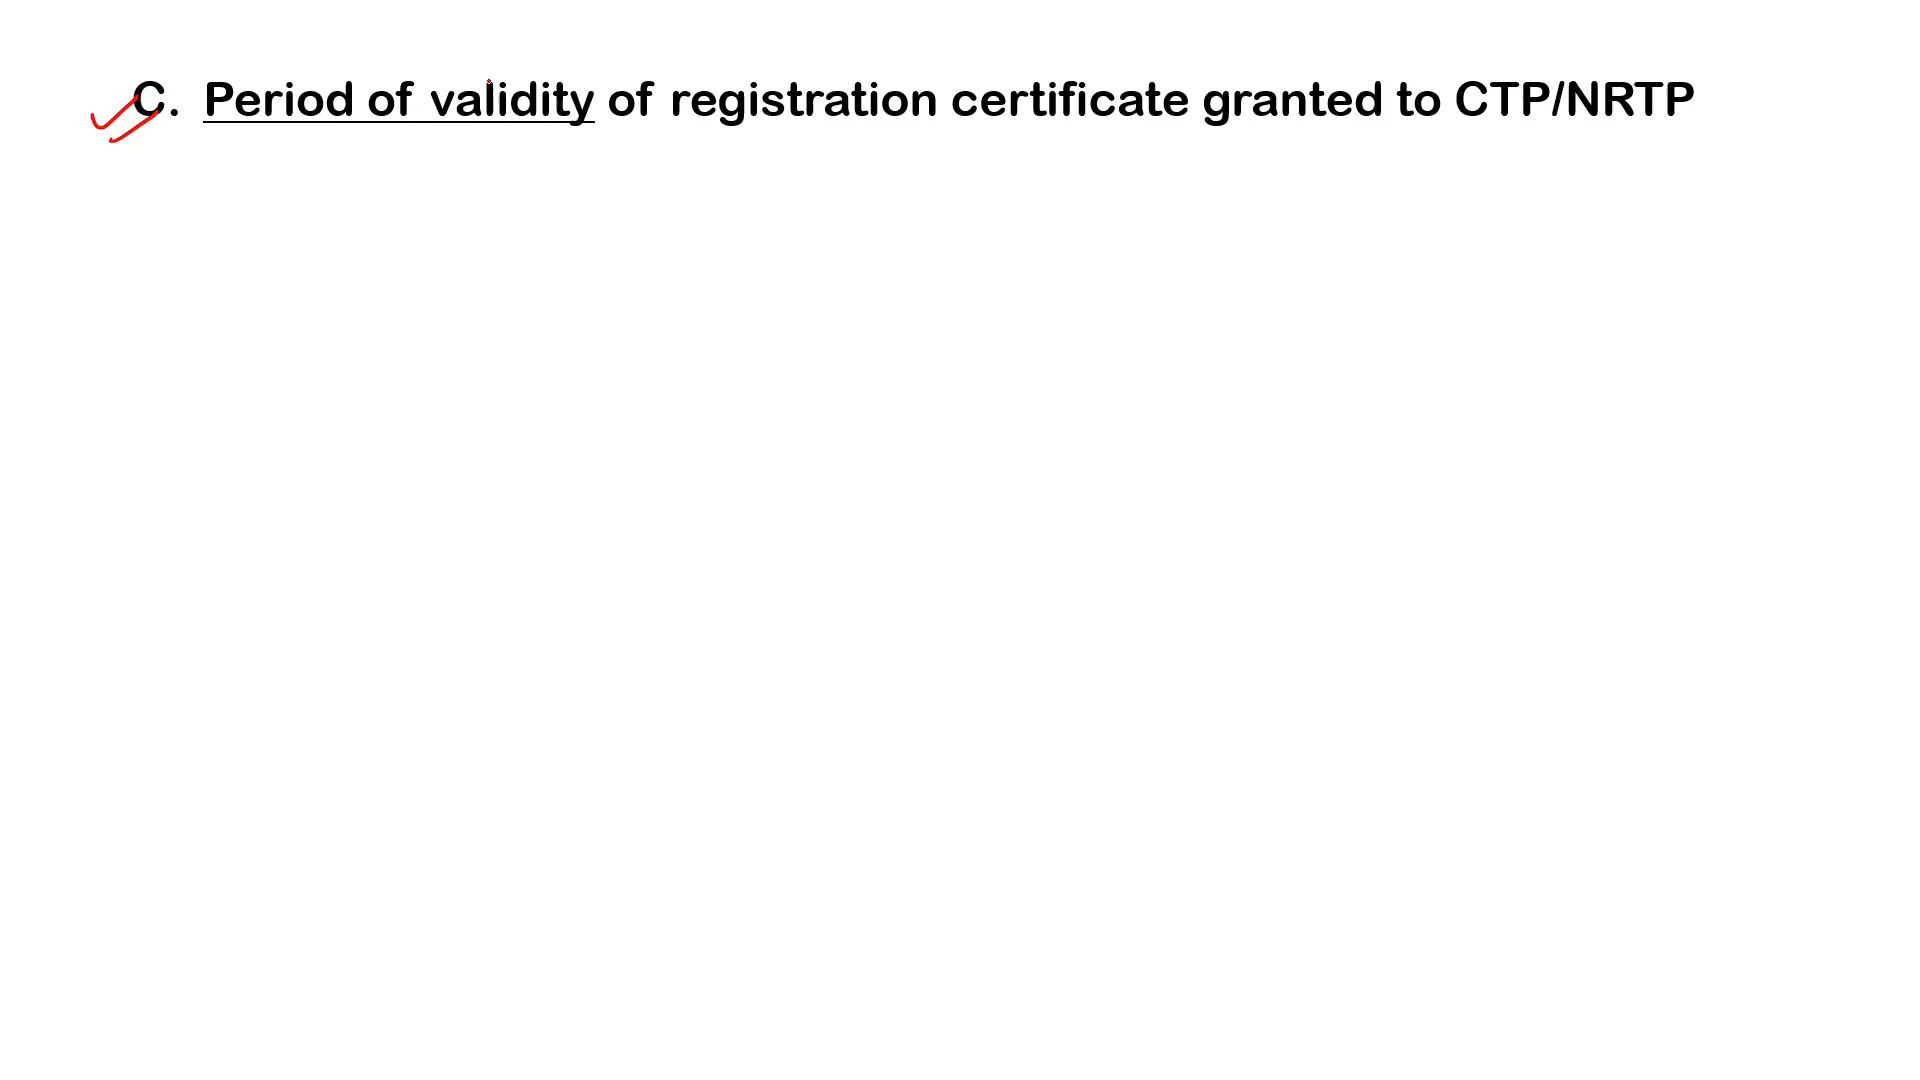 C. Period of validity of registration certificate granted to CTP/NRTP